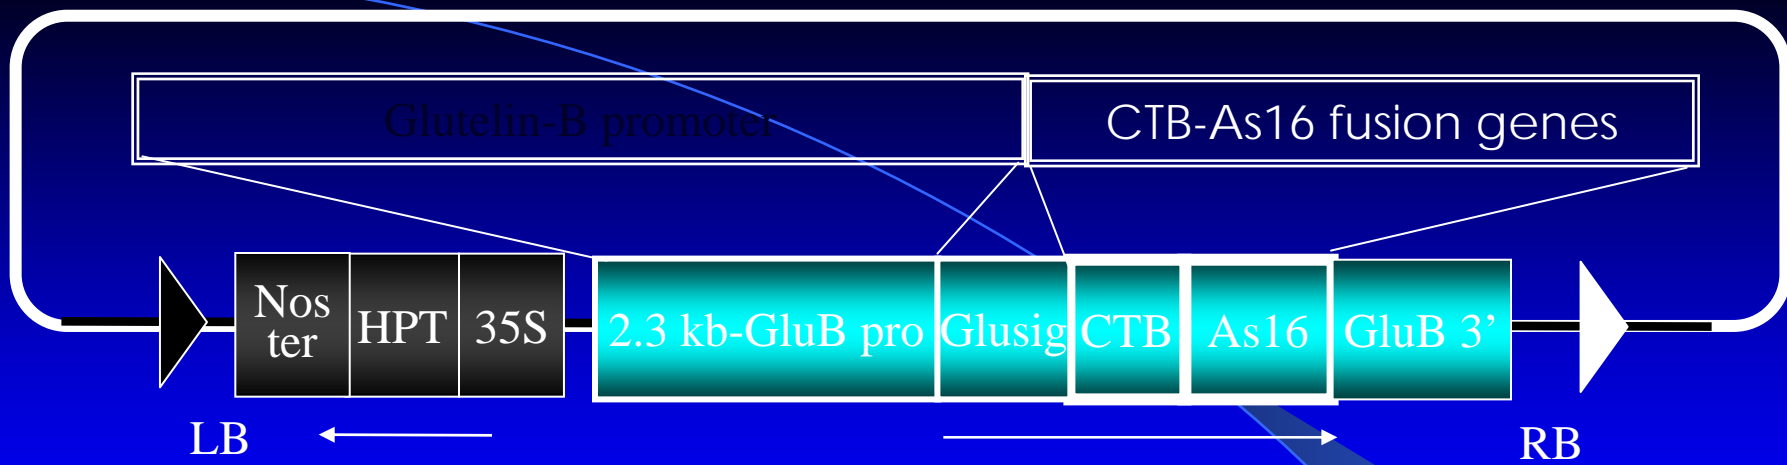 Glutelin-B promoter
CTB-As16 fusion genes
Nos
ter
HPT
35S
2.3 kb-GluB pro
Glusig
CTB
As16
GluB 3’
LB
RB